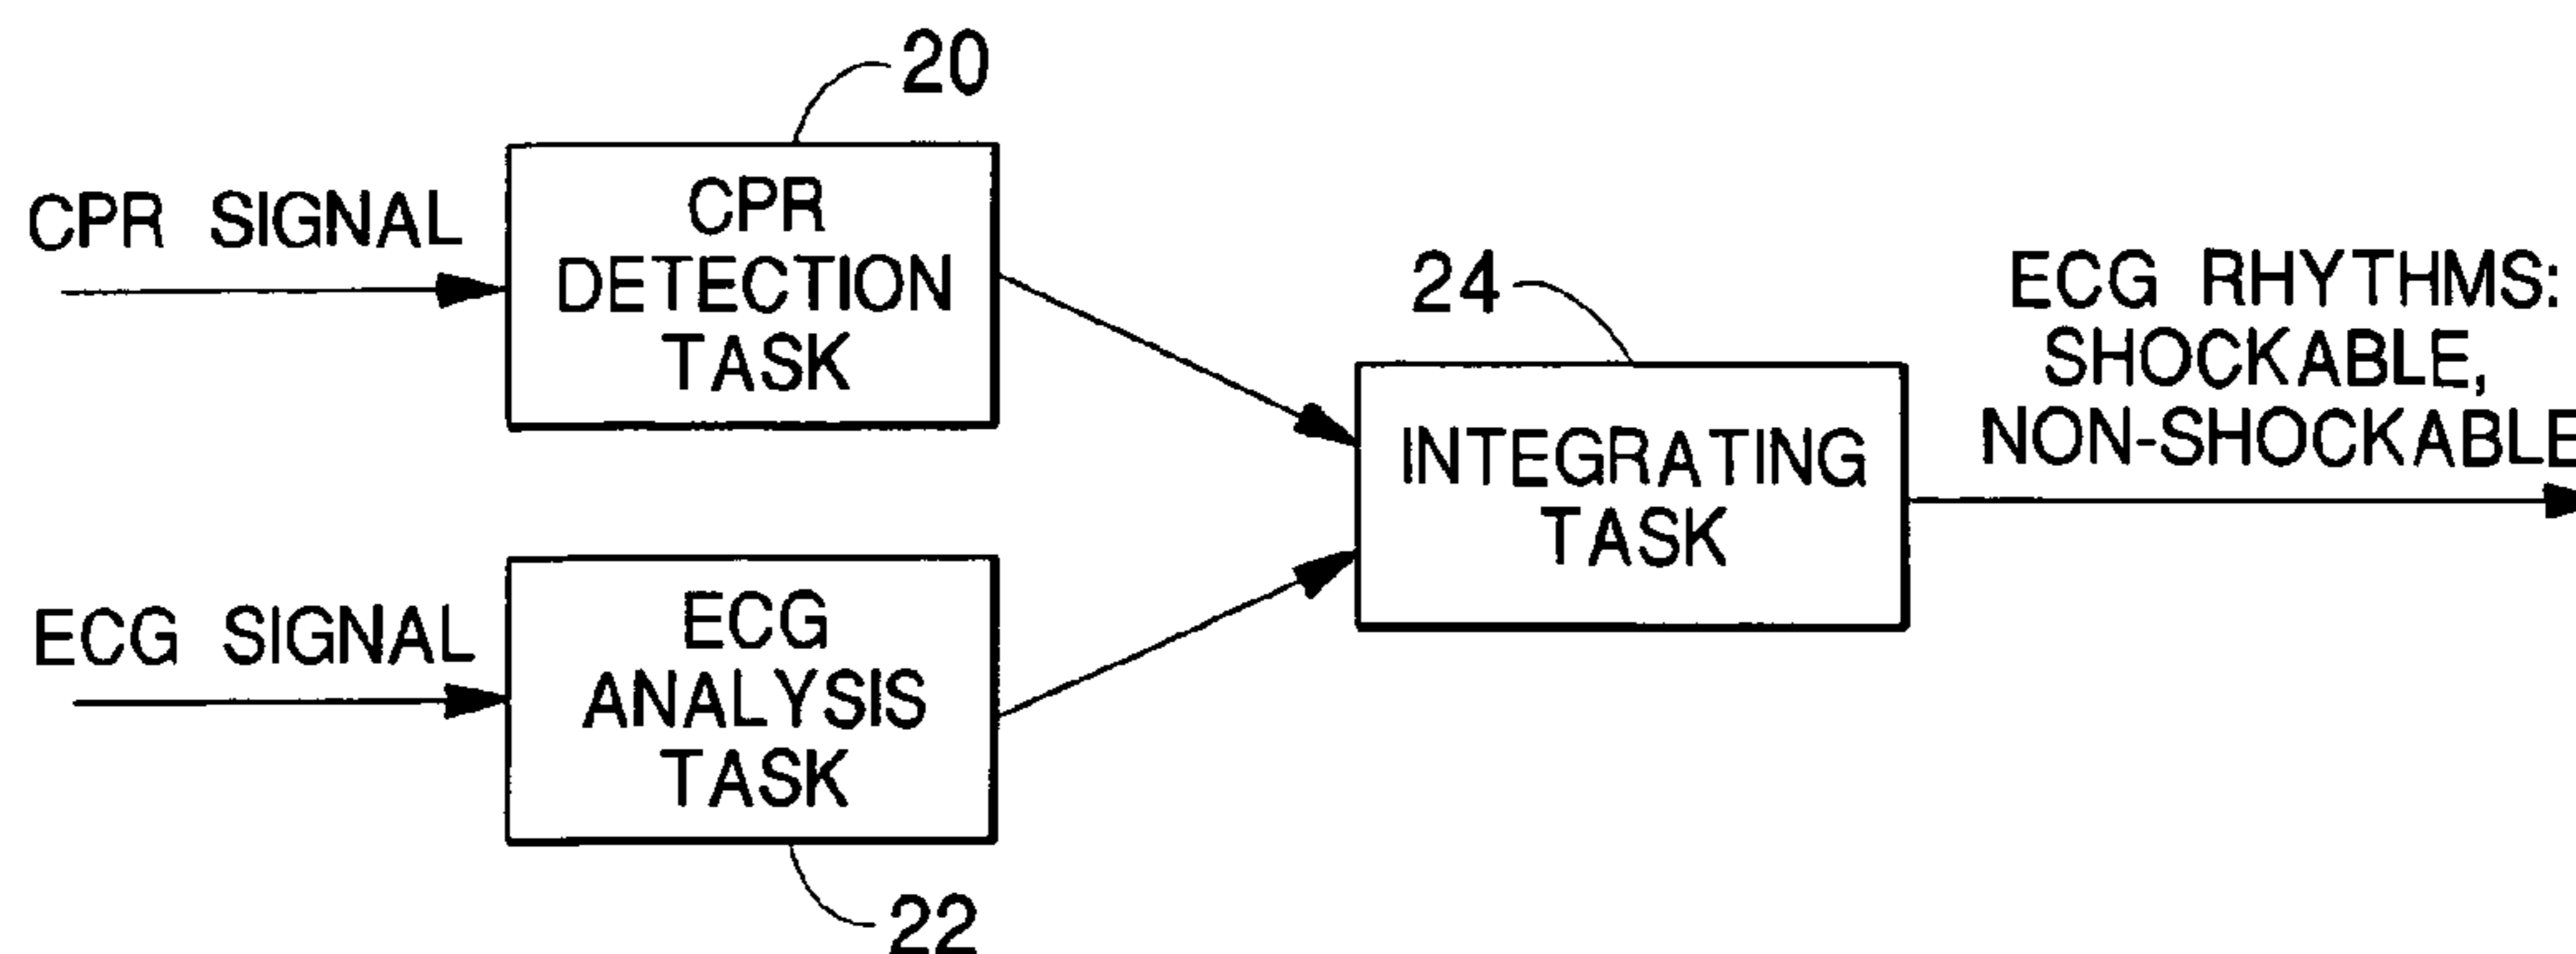 20
CPR SIGNAL
CPR
DETECTION
TASK
24
ECG RHYTHMS:
SHOCKABLE,
NON-SHOCKABLE
INTEGRATING
TASK
ECG SIGNAL
ECG
ANALYSIS
TASK
22